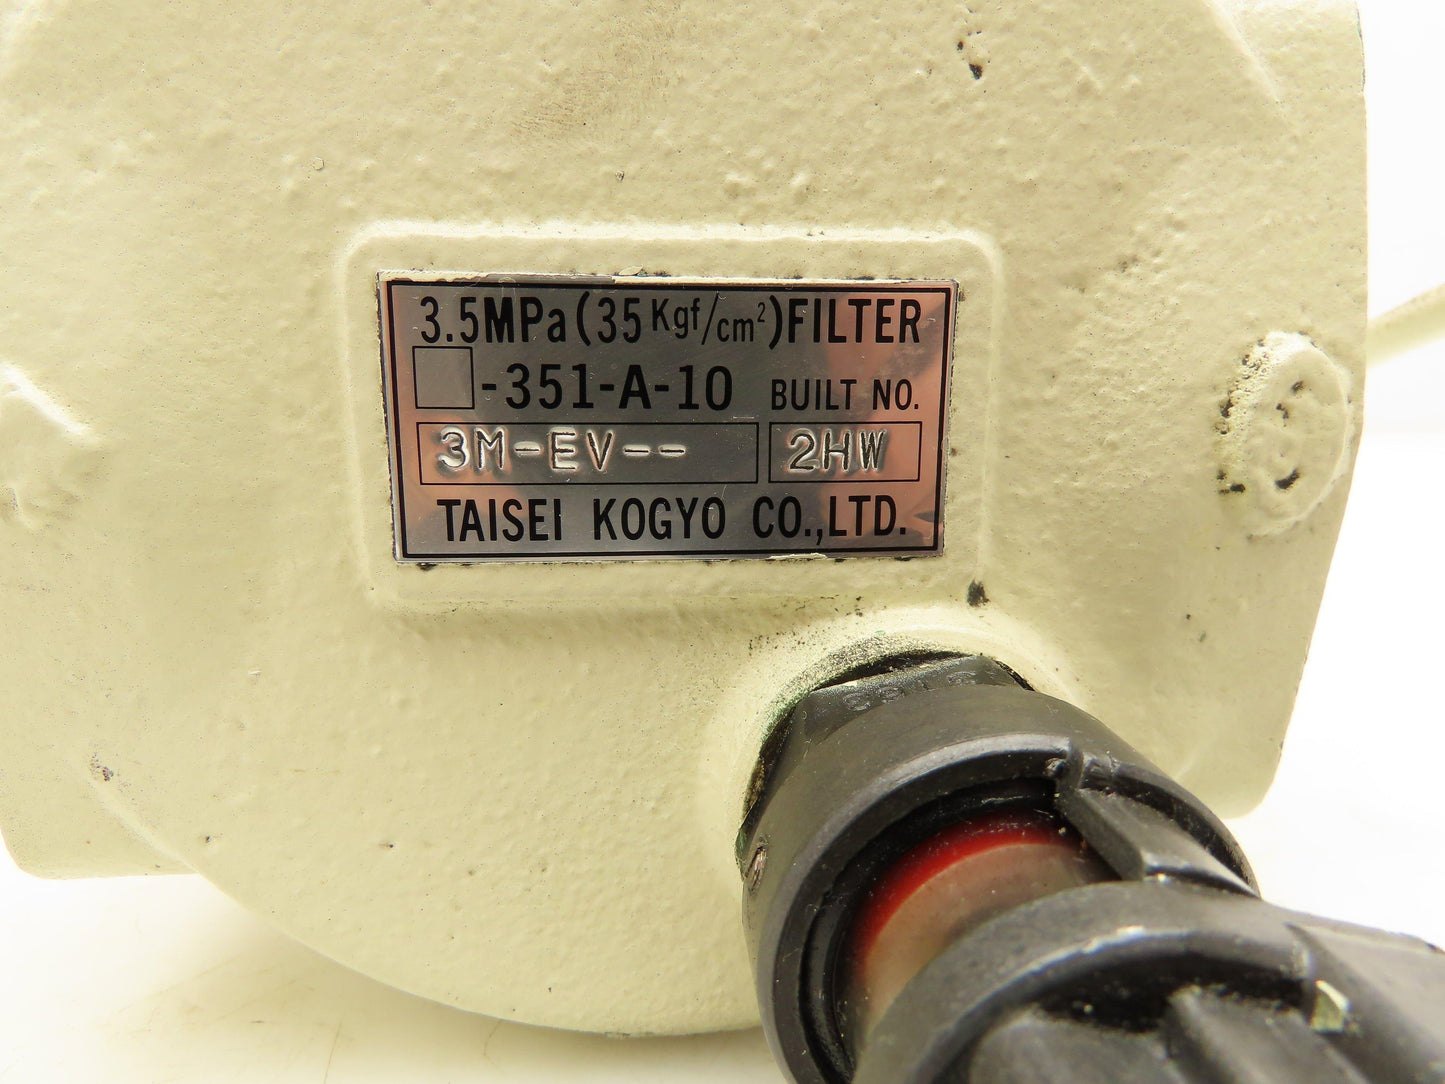 3.5MPa(35Kgf/cm²)FILTER
-351-A-10 BUILT NO.
3M-EV-- 2HW
TAISEI KOGYO CO.,LTD.